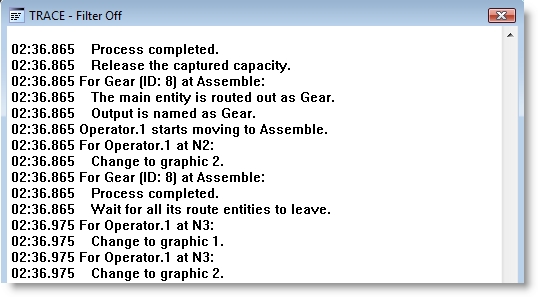 TRACE - Filter Off
02:36.865    Process completed.
02:36.865    Release the captured capacity.
02:36.865 For Gear (ID: 8) at Assemble:
02:36.865    The main entity is routed out as Gear.
02:36.865    Output is named as Gear.
02:36.865 Operator.1 starts moving to Assemble.
02:36.865 For Operator.1 at N2:
02:36.865    Change to graphic 2.
02:36.865 For Gear (ID: 8) at Assemble:
02:36.865    Process completed.
02:36.865    Wait for all its route entities to leave.
02:36.975 For Operator.1 at N3:
02:36.975    Change to graphic 1.
02:36.975 For Operator.1 at N3:
02:36.975    Change to graphic 2.